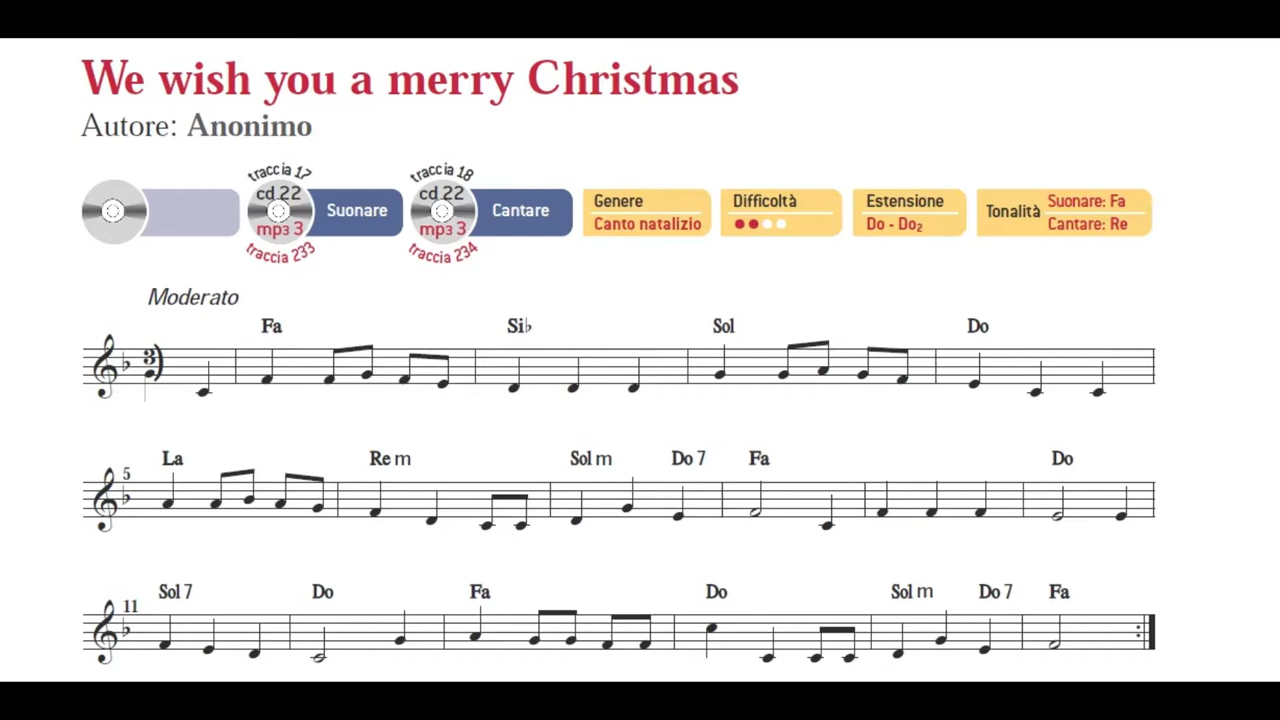 We wish you a merry Christmas
Autore: Anonimo
traccia 17
cd 22
mp3 3
traccia 233
Suonare
traccia 18
cd 22
mp3 3
traccia 234
Cantare
Genere
Canto natalizio
Difficoltà
Estensione
Do - Do2
Tonalità
Suonare: Fa
Cantare: Re
Moderato
Fa Si♭ Sol Do
3
5
La Re m Sol m Do 7 Fa Do
11
Sol 7 Do Fa Do Sol m Do 7 Fa